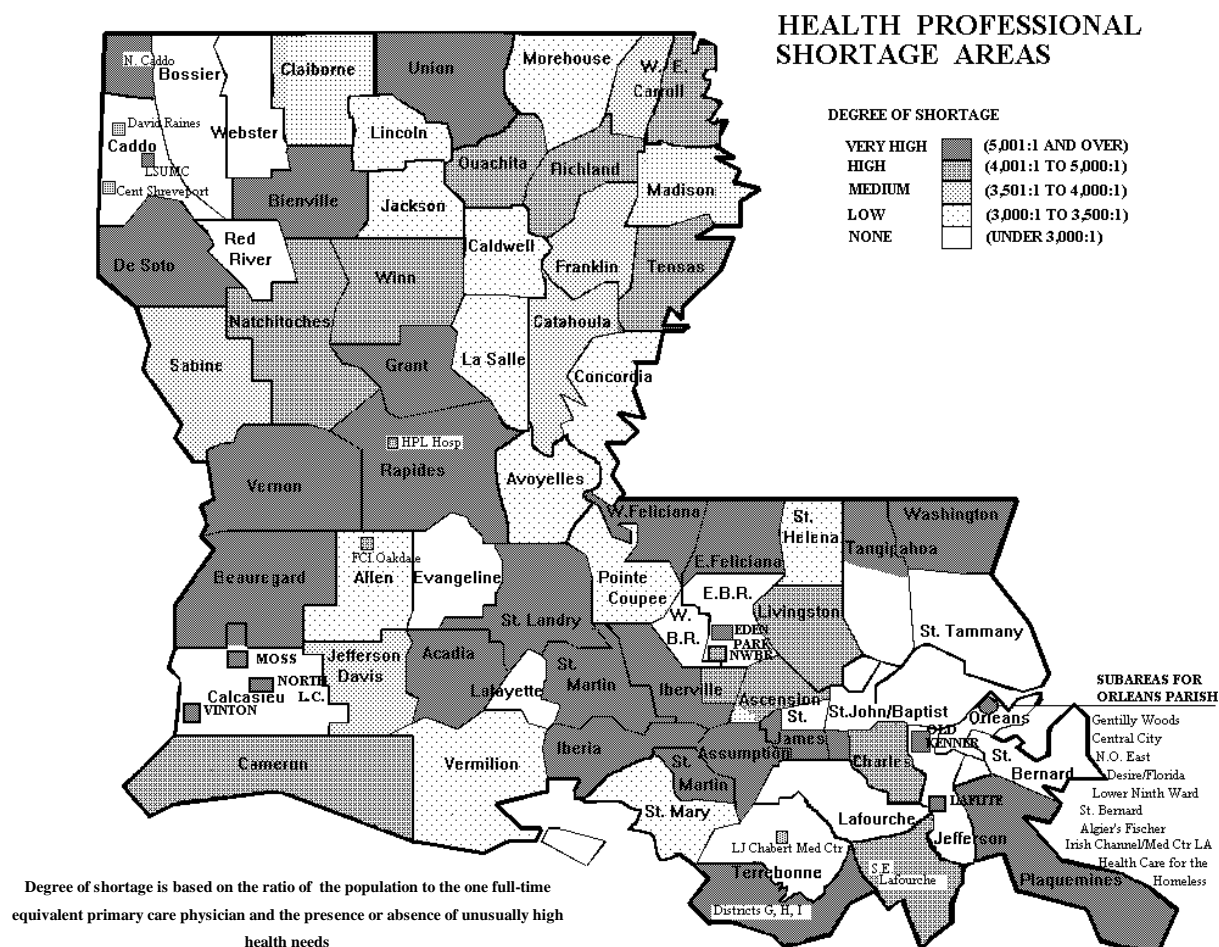 HEALTH PROFESSIONAL
SHORTAGE AREAS
DEGREE OF SHORTAGE
VERY HIGH (5,001:1 AND OVER)
HIGH (4,001:1 TO 5,000:1)
MEDIUM (3,501:1 TO 4,000:1)
LOW (3,000:1 TO 3,500:1)
NONE (UNDER 3,000:1)
N. Caddo
Bossier
Claiborne
Union
Morehouse
W. E.
Carroll
David Raines
Caddo
Webster
Lincoln
Ouachita
Richland
LSUMC
Cent Shreveport
Bienville
Jackson
Madison
Red
River
De Soto
Winn
Caldwell
Franklin
Tensas
Natchitoches
Catahoula
Sabine
Grant
La Salle
Concordia
HPL Hosp
Rapides
Vernon
Avoyelles
W.Feliciana
E.Feliciana
St.
Helena
Washington
Tangipahoa
Beauregard
FCI Oakdale
Allen
Evangeline
Pointe
Coupee
E.B.R.
W.
B.R.
Livingston
St. Landry
EDEN
PARK
NWBR
St. Tammany
MOSS
NORTH
L.C.
Calcasieu
VINTON
Jefferson
Davis
Acadia
Lafayette
St.
Martin
Iberville
Ascension
St.
James
St.John/Baptist
Orleans
OLD
KENNER
SUBAREAS FOR
ORLEANS PARISH
Gentilly Woods
Central City
N.O. East
Desire/Florida
Lower Ninth Ward
St. Bernard
Algier's Fischer
Irish Channel/Med Ctr LA
Health Care for the
Homeless
Cameron
Vermilion
Iberia
Assumption
St.
Martin
Charles
St.
Bernard
St. Mary
LAFITTE
Lafourche
Jefferson
LJ Chabert Med Ctr
Terrebonne
S.E.
Lafourche
Plaquemines
Districts G, H, I
Degree of shortage is based on the ratio of the population to the one full-time
equivalent primary care physician and the presence or absence of unusually high
health needs